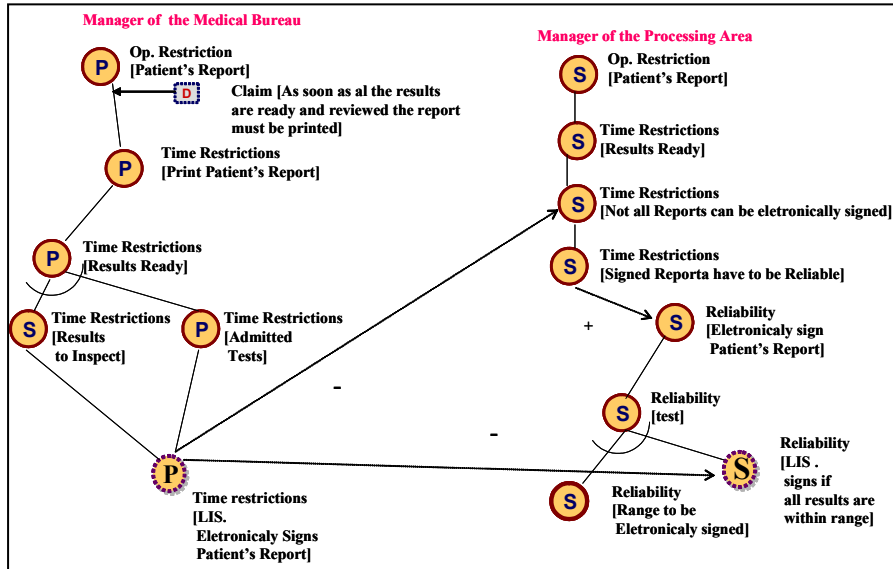 Manager of the Medical Bureau
P
Op. Restriction
[Patient's Report]
D
Claim [As soon as al the results
are ready and reviewed the report
must be printed]
P
Time Restrictions
[Print Patient's Report]
P
Time Restrictions
[Results Ready]
S
Time Restrictions
[Results
to Inspect]
P
Time Restrictions
[Admitted
Tests]
-
-
P
Time restrictions
[LIS.
Eletronicaly Signs
Patient's Report]
Manager of the Processing Area
S
Op. Restriction
[Patient's Report]
S
Time Restrictions
[Results Ready]
S
Time Restrictions
[Not all Reports can be eletronically signed]
S
Time Restrictions
[Signed Reporta have to be Reliable]
+
S
Reliability
[Eletronicaly sign
Patient's Report]
S
Reliability
[test]
S
Reliability
[Range to be
Eletronicaly signed]
S
Reliability
[LIS .
signs if
all results are
within range]